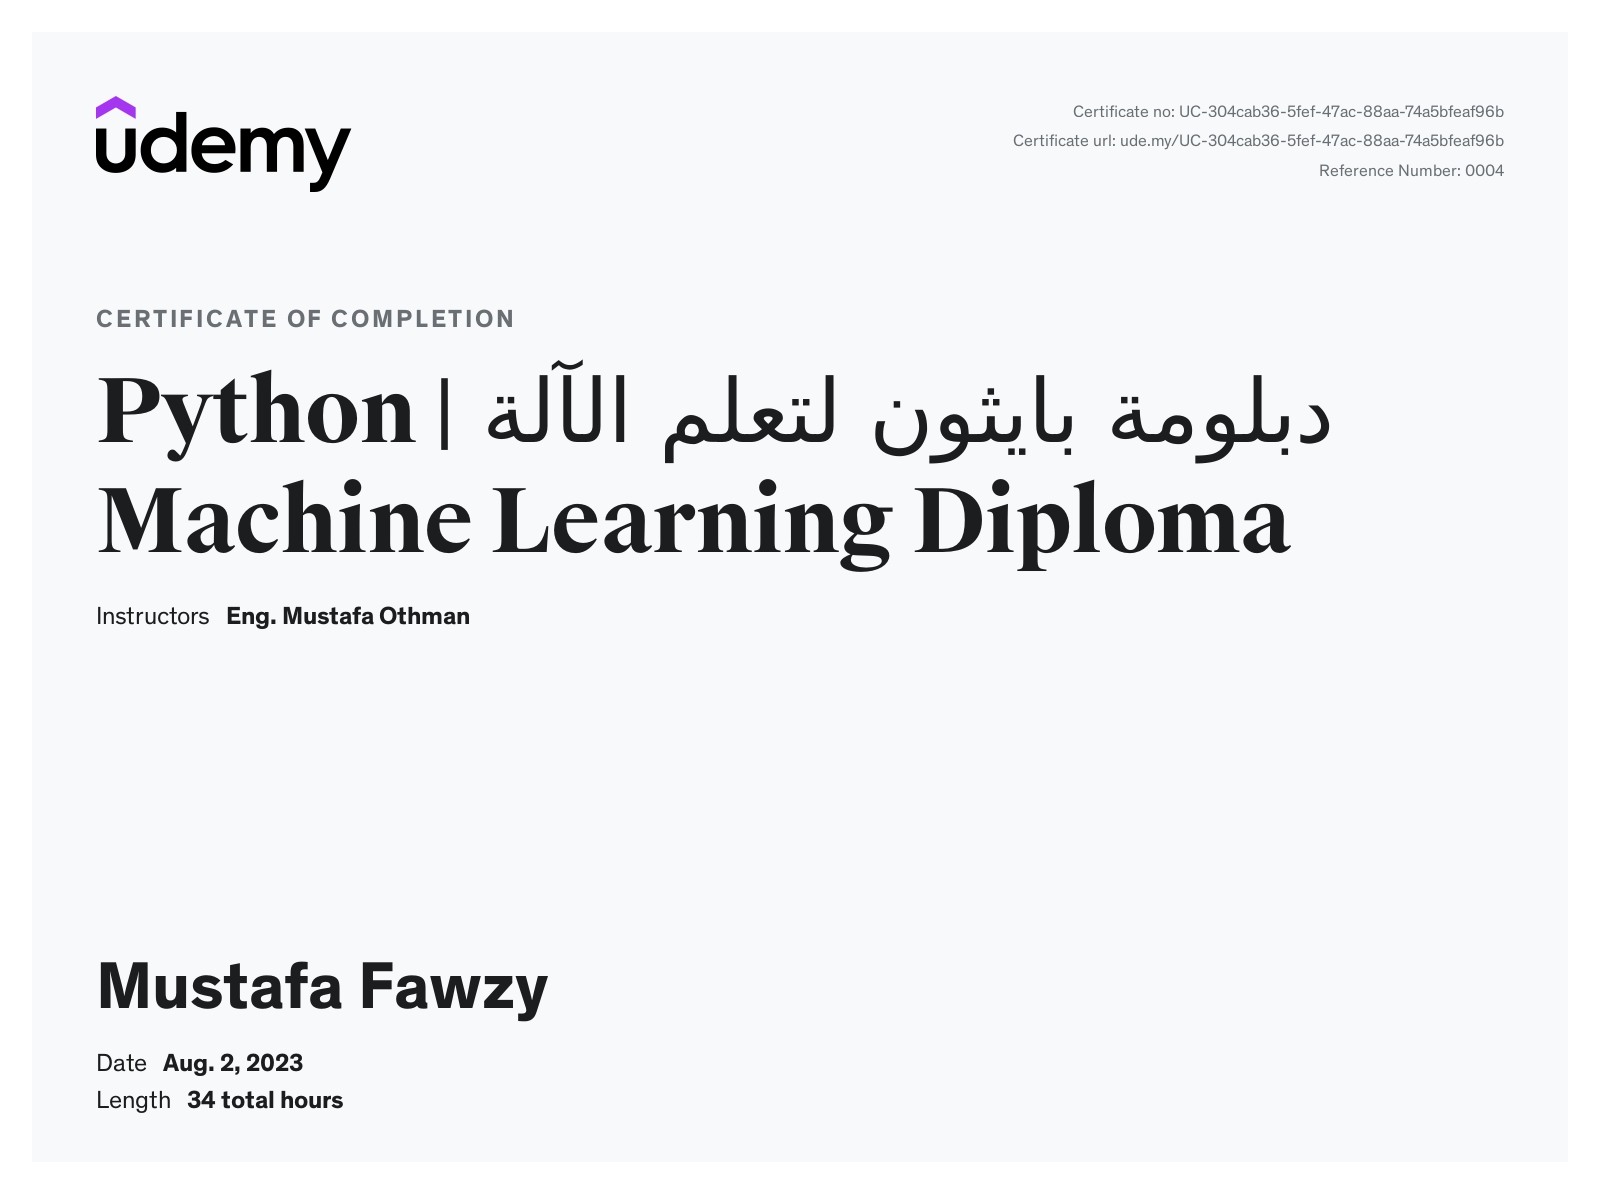 udemy
Certificate no: UC-304cab36-5fef-47ac-88aa-74a5bfeaf96b
Certificate url: ude.my/UC-304cab36-5fef-47ac-88aa-74a5bfeaf96b
Reference Number: 0004
CERTIFICATE OF COMPLETION
Python | دبلومة بايثون لتعلم الآلة
Machine Learning Diploma
Instructors Eng. Mustafa Othman
Mustafa Fawzy
Date Aug. 2, 2023
Length 34 total hours